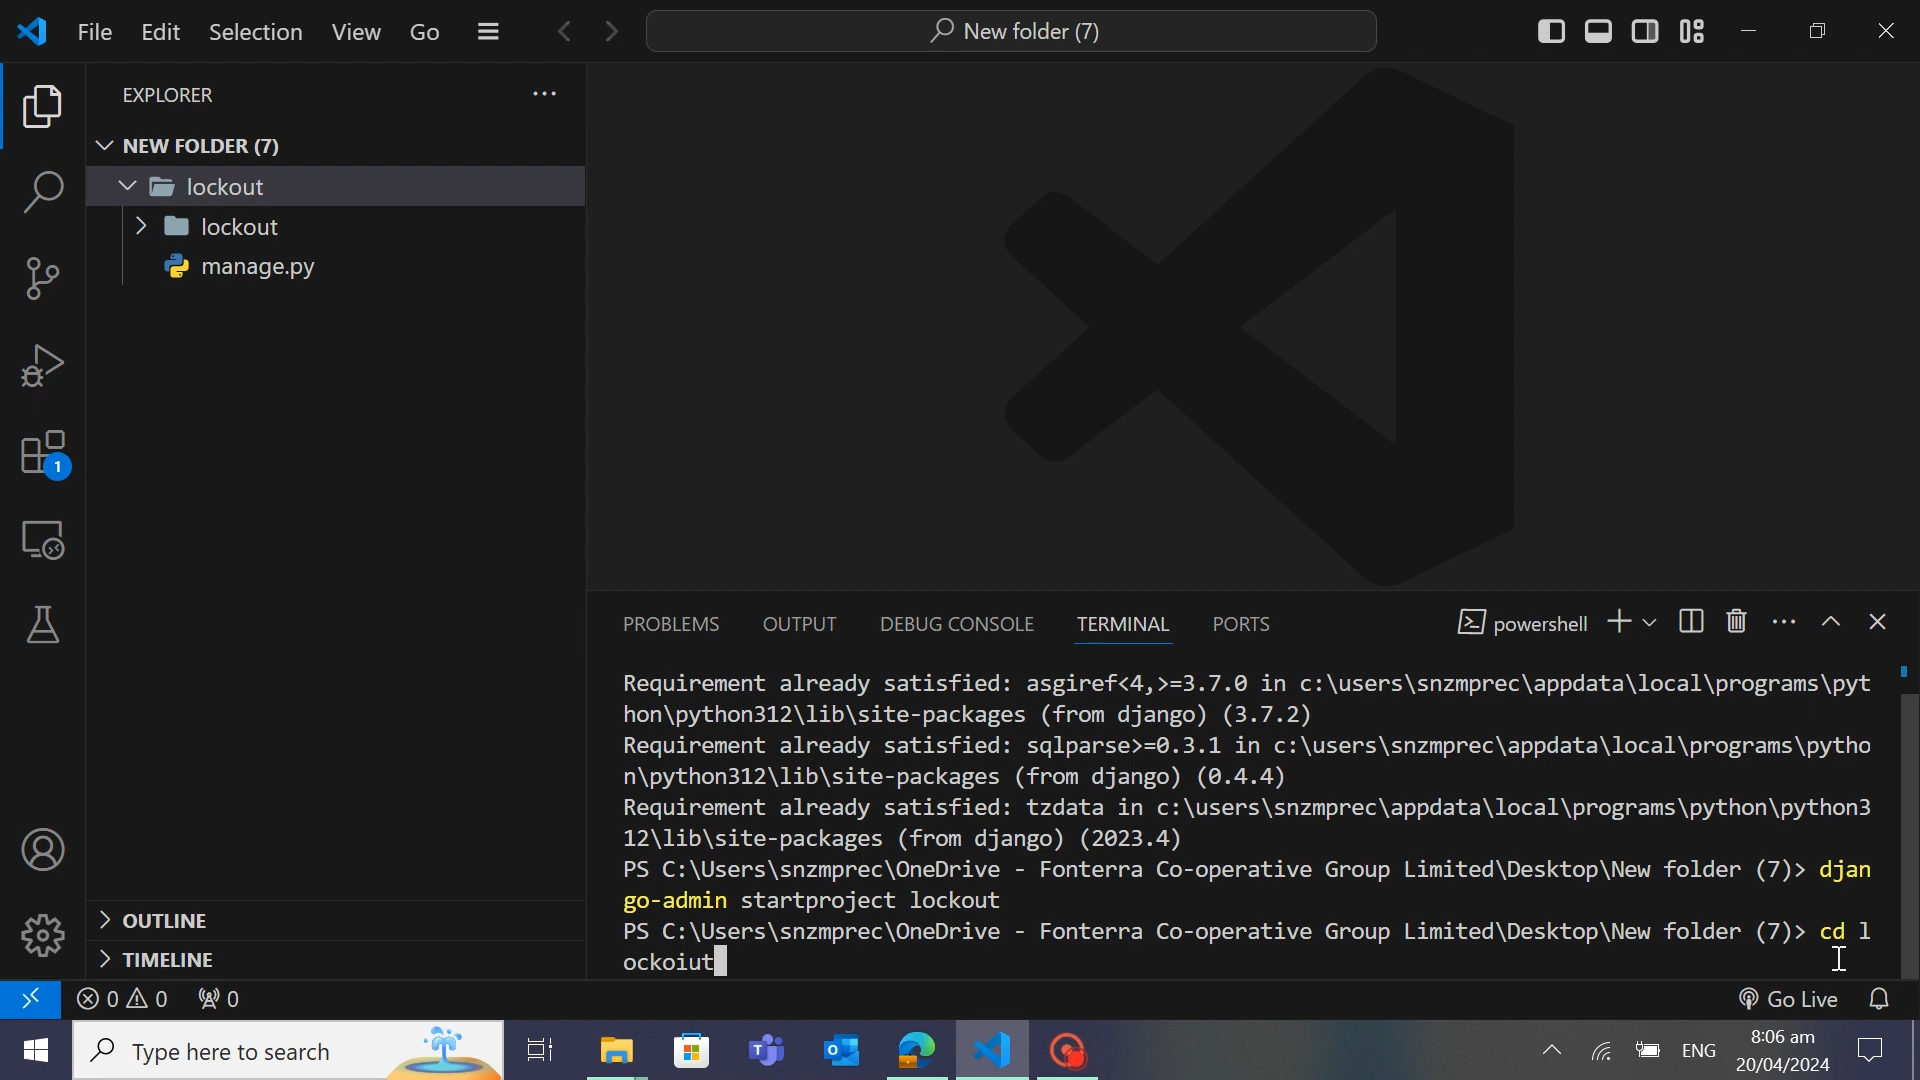 File Edit Selection View Go
New folder (7)
EXPLORER
NEW FOLDER (7)
lockout
lockout
manage.py
1
OUTLINE
TIMELINE
PROBLEMS OUTPUT DEBUG CONSOLE TERMINAL PORTS
powershell
Requirement already satisfied: asgiref<4,>=3.7.0 in c:\users\snzmprec\appdata\local\programs\pyt
hon\python312\lib\site-packages (from django) (3.7.2)
Requirement already satisfied: sqlparse>=0.3.1 in c:\users\snzmprec\appdata\local\programs\pytho
n\python312\lib\site-packages (from django) (0.4.4)
Requirement already satisfied: tzdata in c:\users\snzmprec\appdata\local\programs\python\python3
12\lib\site-packages (from django) (2023.4)
PS C:\Users\snzmprec\OneDrive - Fonterra Co-operative Group Limited\Desktop\New folder (7)> djan
go-admin startproject lockout
PS C:\Users\snzmprec\OneDrive - Fonterra Co-operative Group Limited\Desktop\New folder (7)> cd l
ockoiut
0 0 0
Go Live
Type here to search
ENG
8:06 am
20/04/2024